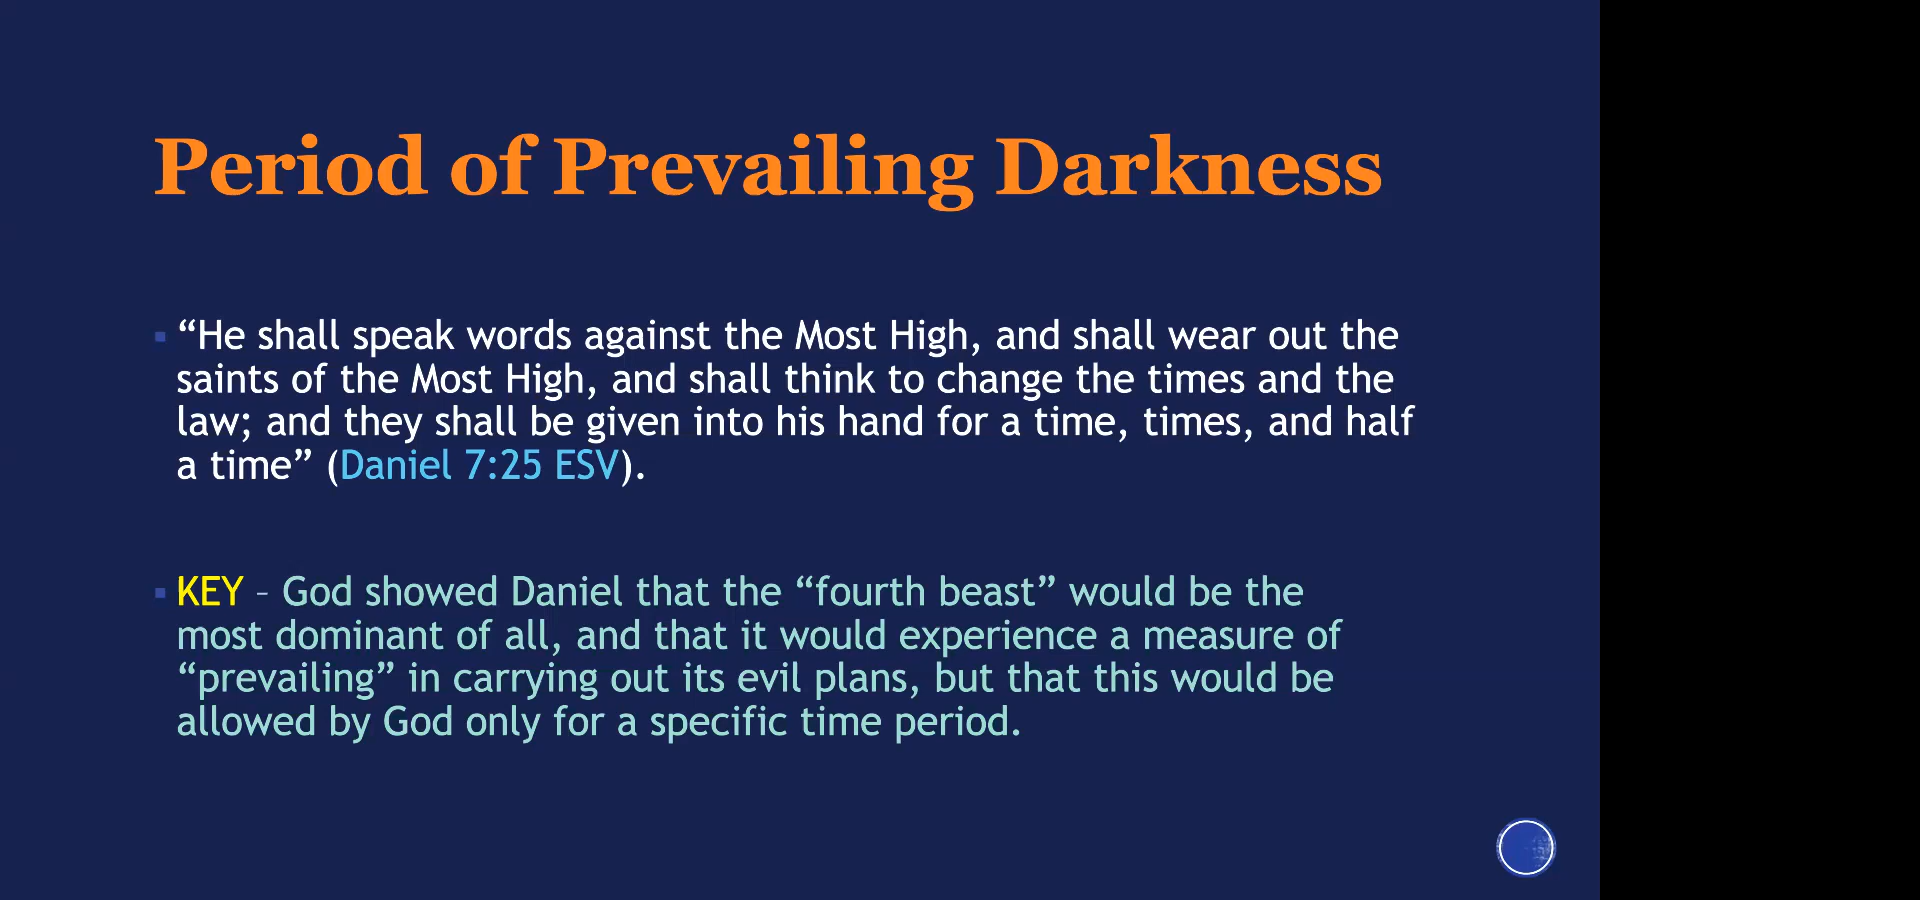 Period of Prevailing Darkness
“He shall speak words against the Most High, and shall wear out the
saints of the Most High, and shall think to change the times and the
law; and they shall be given into his hand for a time, times, and half
a time” (Daniel 7:25 ESV).
KEY – God showed Daniel that the “fourth beast” would be the
most dominant of all, and that it would experience a measure of
“prevailing” in carrying out its evil plans, but that this would be
allowed by God only for a specific time period.